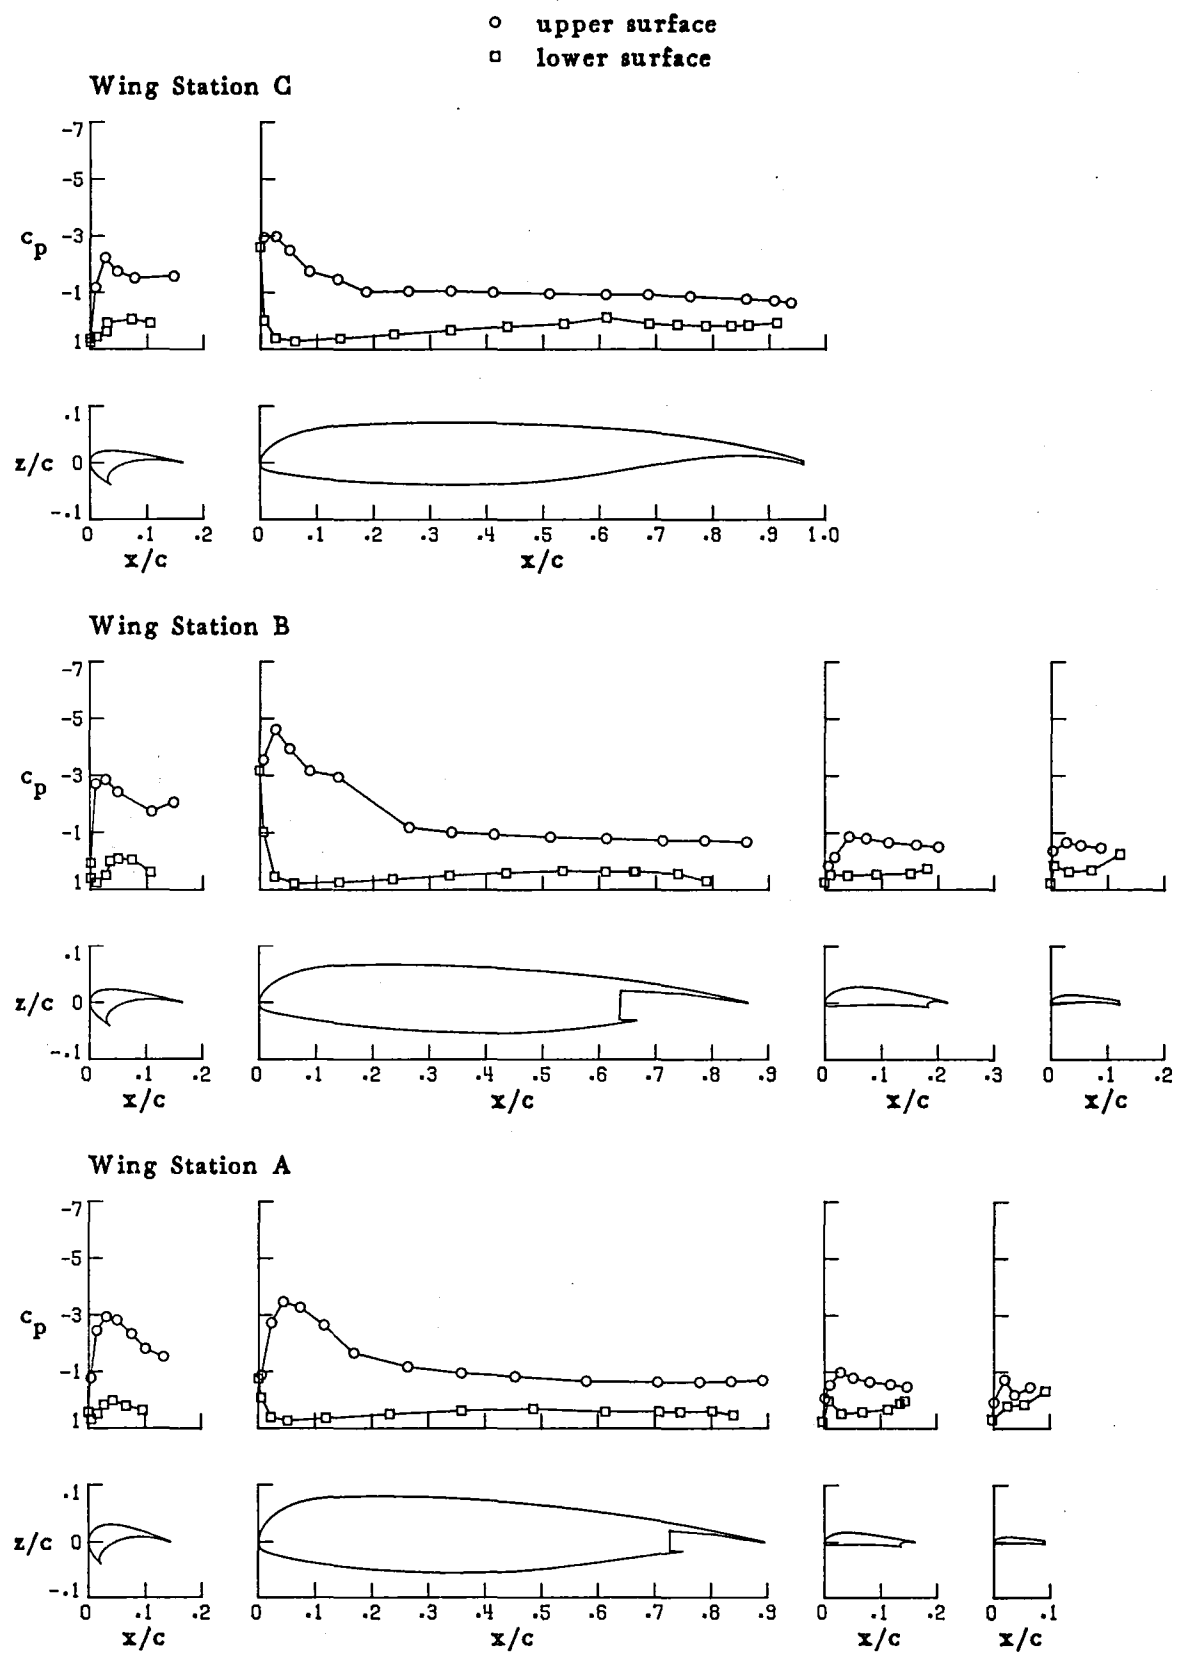 upper surface
lower surface
Wing Station C
-7
-5
c_p -3
-1
1
.1
z/c 0
-.1
0 .1 .2 0 .1 .2 .3 .4 .5 .6 .7 .8 .9 1.0
x/c x/c
Wing Station B
-7
-5
c_p -3
-1
1
.1
z/c 0
-.1
0 .1 .2 0 .1 .2 .3 .4 .5 .6 .7 .8 .9 0 .1 .2 .3 0 .1 .2
x/c x/c x/c x/c
Wing Station A
-7
-5
c_p -3
-1
1
.1
z/c 0
-.1
0 .1 .2 0 .1 .2 .3 .4 .5 .6 .7 .8 .9 0 .1 .2 0 .1
x/c x/c x/c x/c